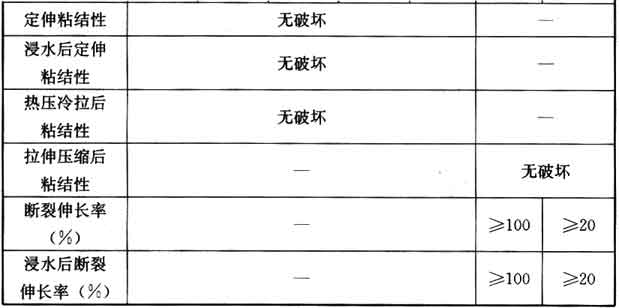 定伸粘结性 无破坏 —
浸水后定伸
粘结性 无破坏 —
热压冷拉后
粘结性 无破坏 —
拉伸压缩后
粘结性 — 无破坏
断裂伸长率
（%） — ≥100 ≥20
浸水后断裂
伸长率（%） — ≥100 ≥20